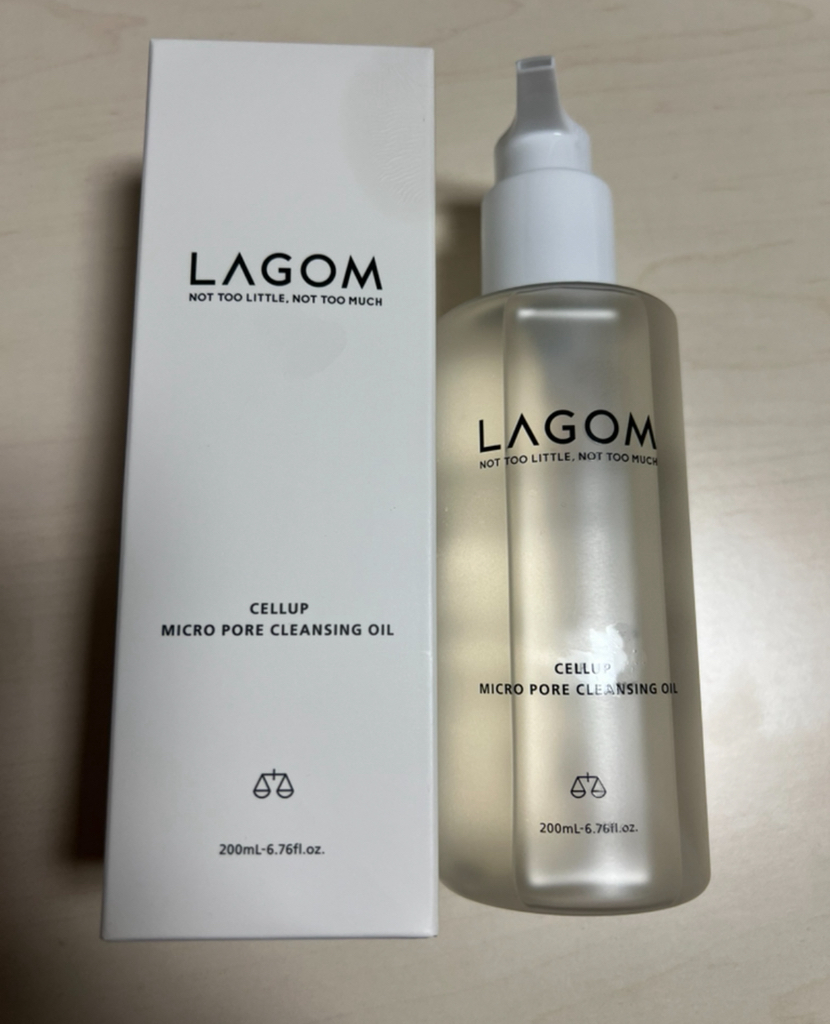 LAGOM
NOT TOO LITTLE, NOT TOO MUCH
CELLUP
MICRO PORE CLEANSING OIL
200mL-6.76fl.oz.
LAGOM
NOT TOO LITTLE, NOT TOO MUCH
CELLUP
MICRO PORE CLEANSING OIL
200mL-6.76fl.oz.